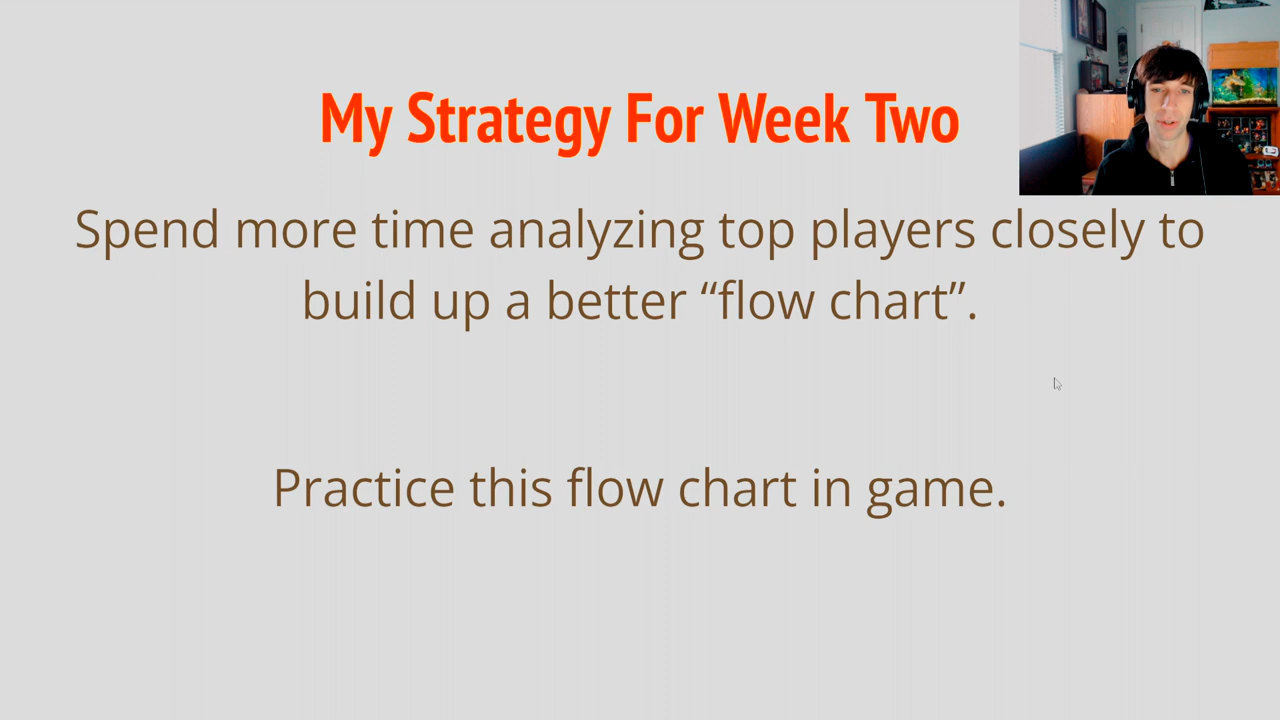 My Strategy For Week Two
Spend more time analyzing top players closely to
build up a better “flow chart”.
Practice this flow chart in game.